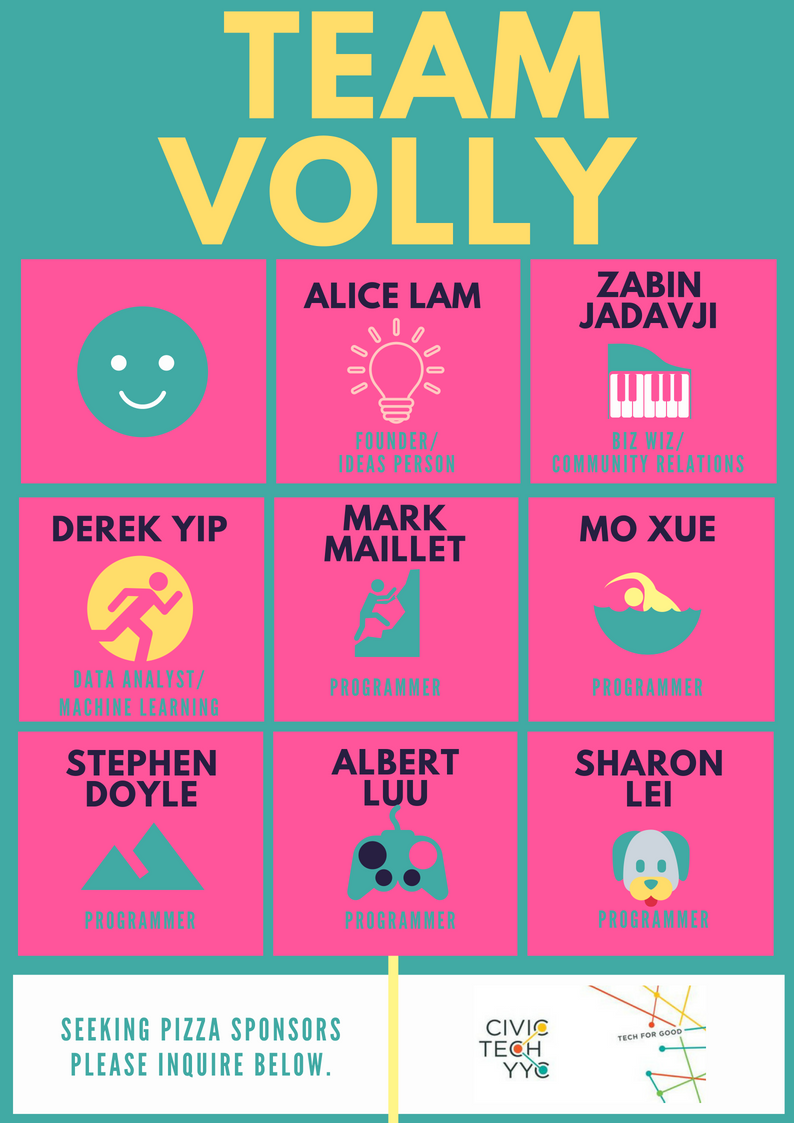 TEAM
VOLLY
ALICE LAM
FOUNDER/
IDEAS PERSON
ZABIN
JADAVJI
BIZ WIZ/
COMMUNITY RELATIONS
DEREK YIP
DATA ANALYST/
MACHINE LEARNING
MARK
MAILLET
PROGRAMMER
MO XUE
PROGRAMMER
STEPHEN
DOYLE
PROGRAMMER
ALBERT
LUU
PROGRAMMER
SHARON
LEI
PROGRAMMER
SEEKING PIZZA SPONSORS
PLEASE INQUIRE BELOW.
CIVIC
TECH
YYC
TECH FOR GOOD